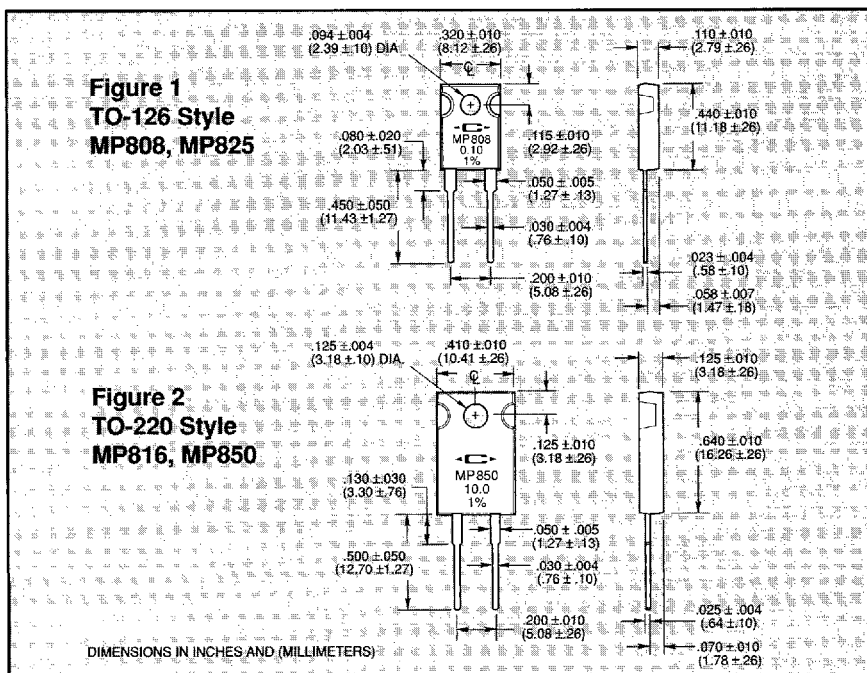 .094 ±.004
(2.39 ±.10) DIA
.320 ±.010
(8.12 ±.26)
.110 ±.010
(2.79 ±.26)
Figure 1
TO-126 Style
MP808, MP825
.080 ±.020
(2.03 ±.51)
C
MP808
0.10
1%
.115 ±.010
(2.92 ±.26)
.440 ±.010
(11.18 ±.26)
.450 ±.050
(11.43 ±1.27)
.050 ± .005
(1.27 ± .13)
.030 ±.004
(.76 ±.10)
.200 ±.010
(5.08 ±.26)
.023 ±.004
(.58 ±.10)
.058 ±.007
(1.47 ±.18)
.125 ±.004
(3.18 ±.10) DIA.
.410 ±.010
(10.41 ±.26)
.125 ±.010
(3.18 ±.26)
Figure 2
TO-220 Style
MP816, MP850
.130 ±.030
(3.30 ±.76)
C
MP850
10.0
1%
.125 ±.010
(3.18 ±.26)
.640 ±.010
(16.26 ±.26)
.500 ±.050
(12.70 ±1.27)
.050 ± .005
(1.27 ± .13)
.030 ±.004
(.76 ± .10)
.200 ±.010
(5.08 ±.26)
.025 ± .004
(.64 ±.10)
.070 ±.010
(1.78 ±.26)
DIMENSIONS IN INCHES AND (MILLIMETERS)